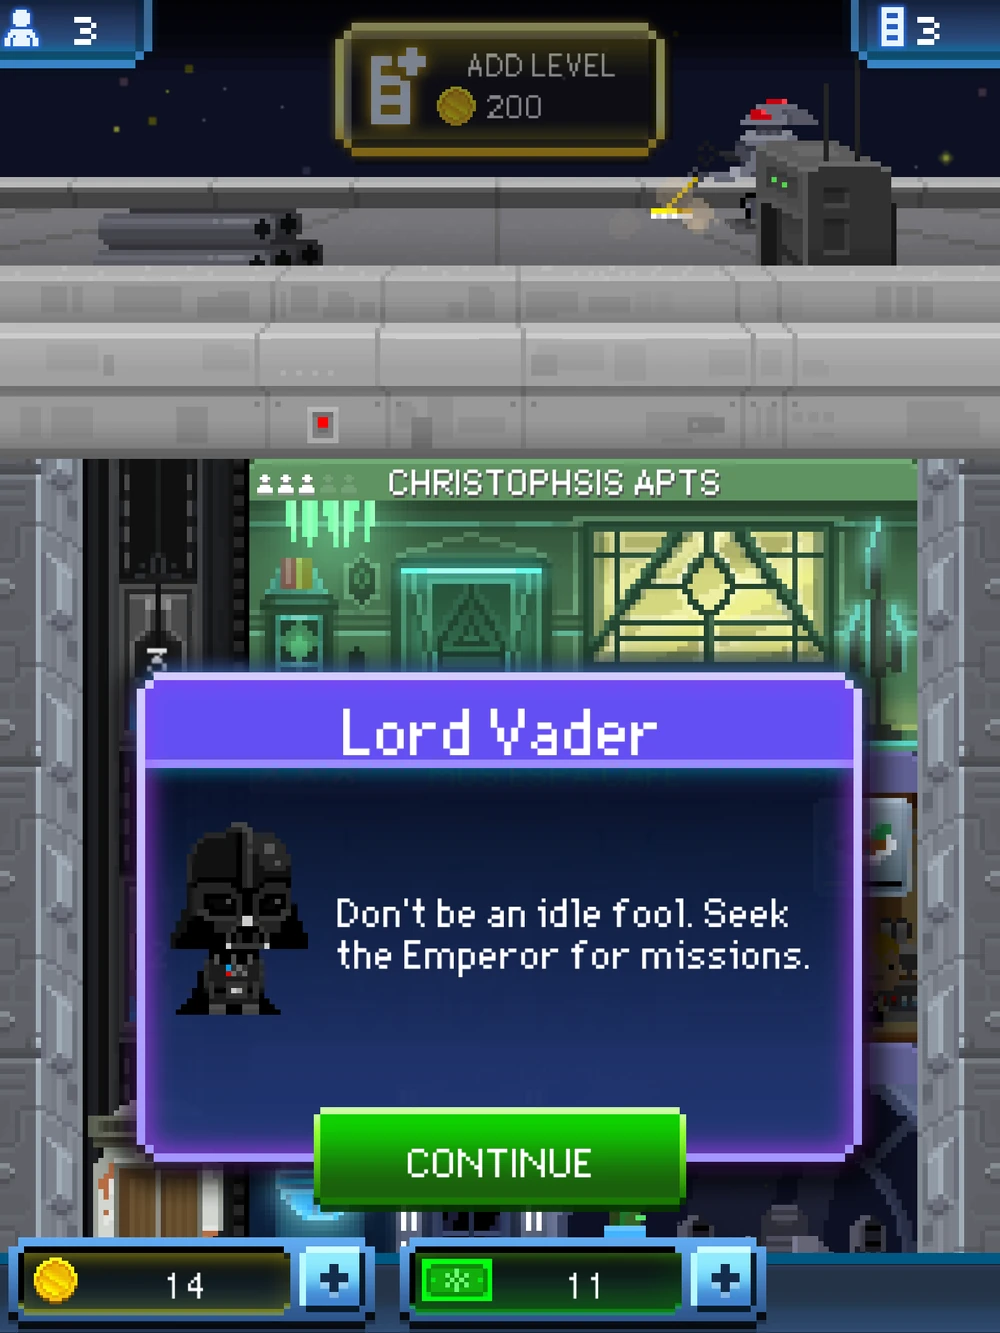 3
3
ADD LEVEL
200
CHRISTOPHSIS APTS
3
Lord Vader
Don't be an idle fool. Seek
the Emperor for missions.
CONTINUE
14
11